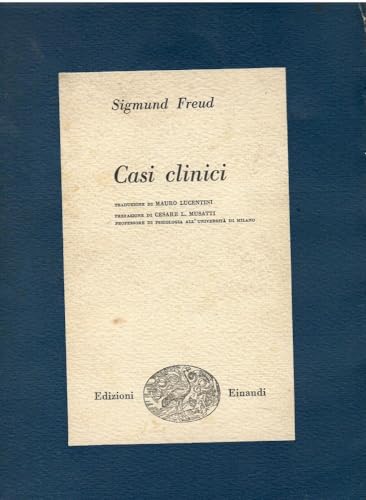 Sigmund Freud
Casi clinici
TRADUZIONE DI MAURO LUCENTINI
PREFAZIONE DI CESARE L. MUSATTI
PROFESSORE DI PSICOLOGIA ALL'UNIVERSITÀ DI MILANO
Edizioni Einaudi